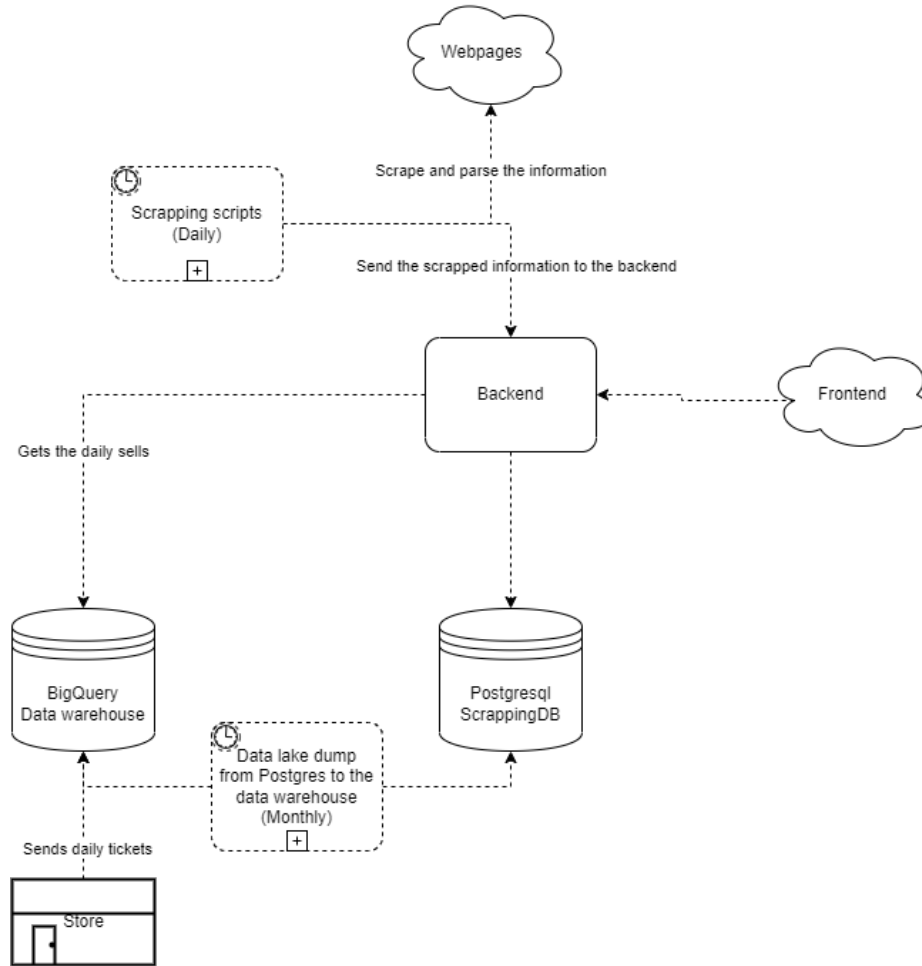 Webpages
Scrape and parse the information
Scrapping scripts
(Daily)
Send the scrapped information to the backend
Backend
Frontend
Gets the daily sells
BigQuery
Data warehouse
Postgresql
ScrappingDB
Data lake dump
from Postgres to the
data warehouse
(Monthly)
Sends daily tickets
Store